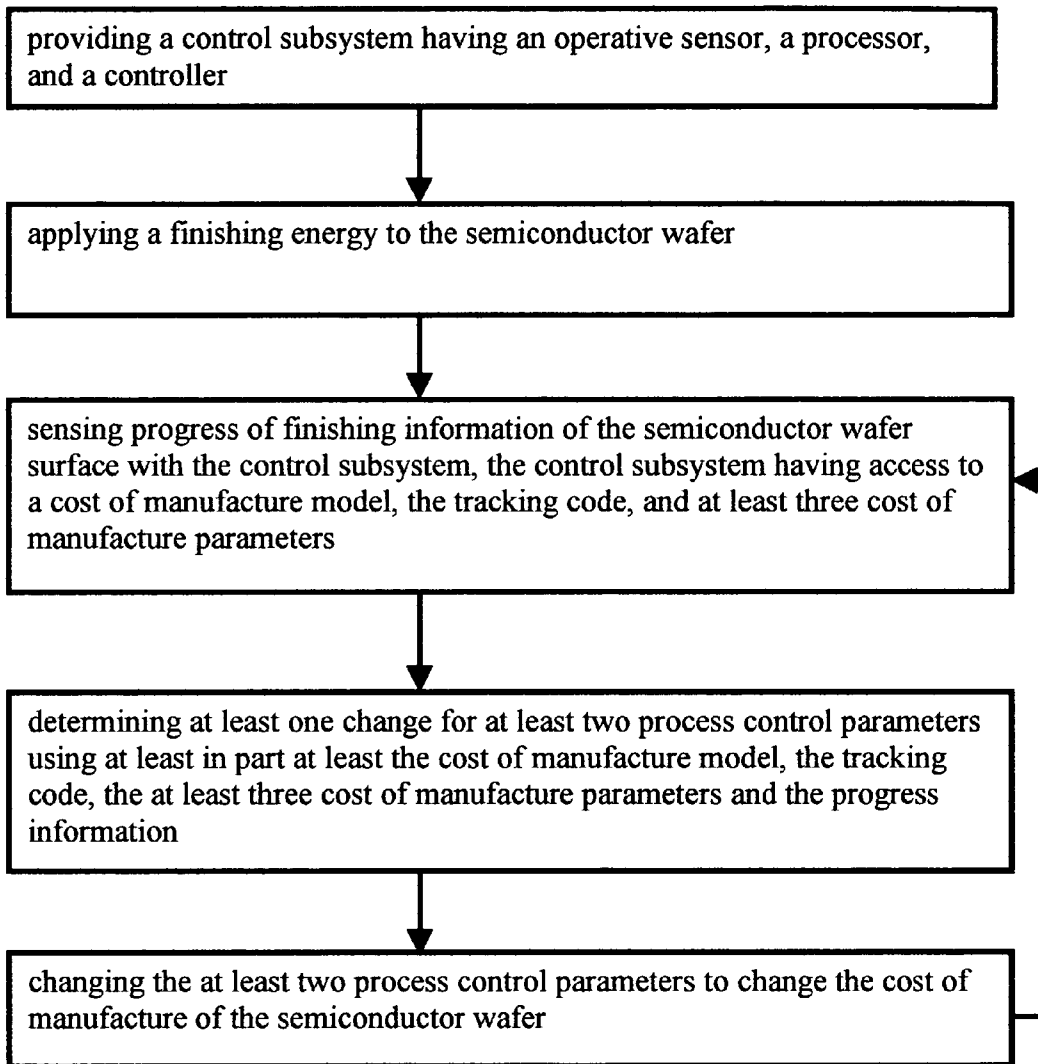 providing a control subsystem having an operative sensor, a processor,
and a controller
applying a finishing energy to the semiconductor wafer
sensing progress of finishing information of the semiconductor wafer
surface with the control subsystem, the control subsystem having access to
a cost of manufacture model, the tracking code, and at least three cost of
manufacture parameters
determining at least one change for at least two process control parameters
using at least in part at least the cost of manufacture model, the tracking
code, the at least three cost of manufacture parameters and the progress
information
changing the at least two process control parameters to change the cost of
manufacture of the semiconductor wafer